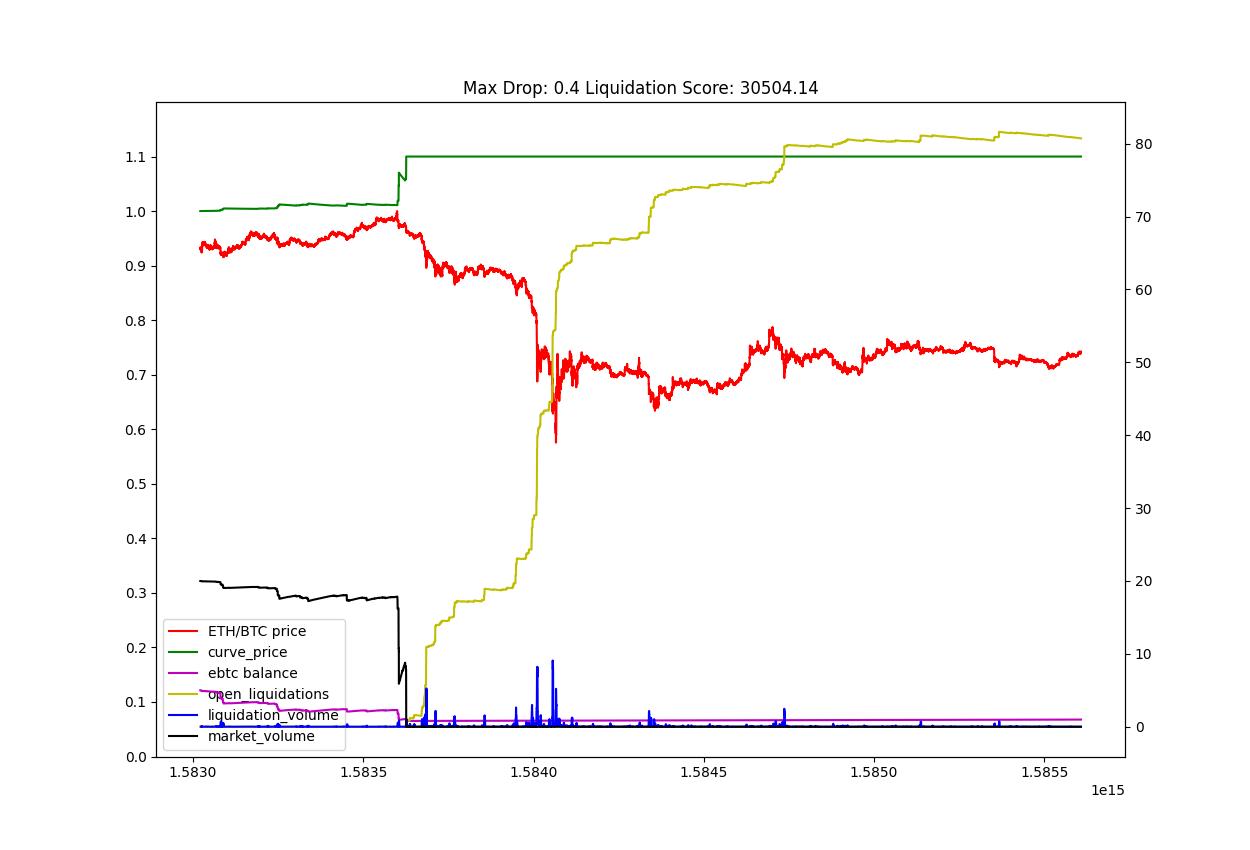 Max Drop: 0.4 Liquidation Score: 30504.14
1.1
1.0
0.9
0.8
0.7
0.6
0.5
0.4
0.3
0.2
0.1
0.0
80
70
60
50
40
30
20
10
0
ETH/BTC price
curve_price
ebtc balance
open_liquidations
liquidation_volume
market_volume
1.5830 1.5835 1.5840 1.5845 1.5850 1.5855
1e15